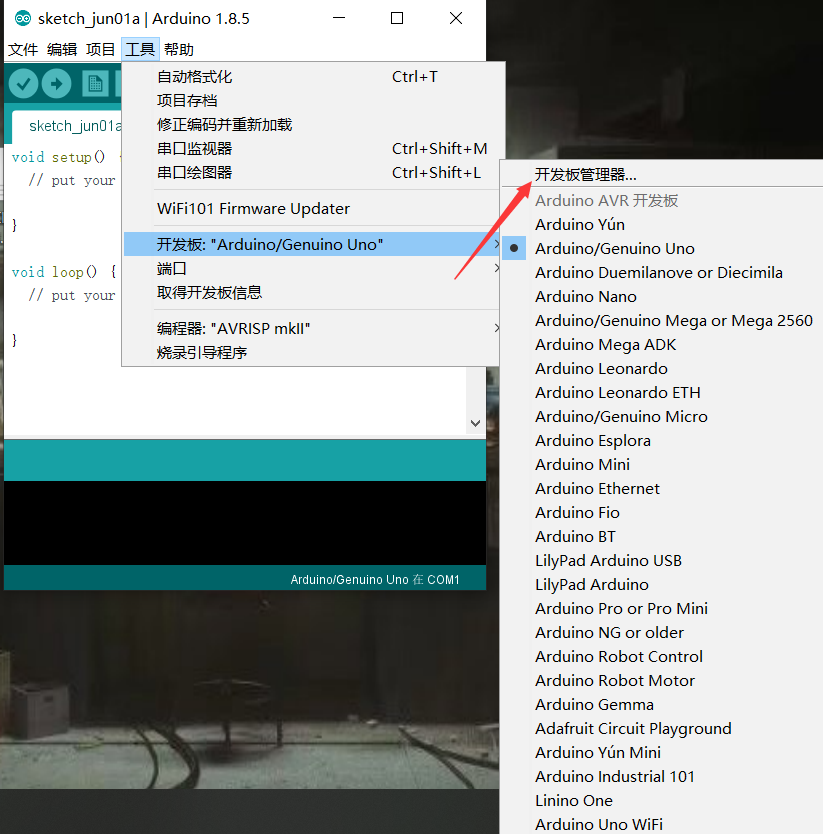 sketch_jun01a | Arduino 1.8.5
文件 编辑 项目 工具 帮助
sketch_jun01a
void setup() {
// put your
}
void loop() {
// put your
}
自动格式化 Ctrl+T
项目存档
修正编码并重新加载
串口监视器 Ctrl+Shift+M
串口绘图器 Ctrl+Shift+L
WiFi101 Firmware Updater
开发板: "Arduino/Genuino Uno"
端口
取得开发板信息
编程器: "AVRISP mkII"
烧录引导程序
开发板管理器...
Arduino AVR 开发板
Arduino Yún
Arduino/Genuino Uno
Arduino Duemilanove or Diecimila
Arduino Nano
Arduino/Genuino Mega or Mega 2560
Arduino Mega ADK
Arduino Leonardo
Arduino Leonardo ETH
Arduino/Genuino Micro
Arduino Esplora
Arduino Mini
Arduino Ethernet
Arduino Fio
Arduino BT
LilyPad Arduino USB
LilyPad Arduino
Arduino Pro or Pro Mini
Arduino NG or older
Arduino Robot Control
Arduino Robot Motor
Arduino Gemma
Adafruit Circuit Playground
Arduino Yún Mini
Arduino Industrial 101
Linino One
Arduino Uno WiFi
Arduino/Genuino Uno 在 COM1